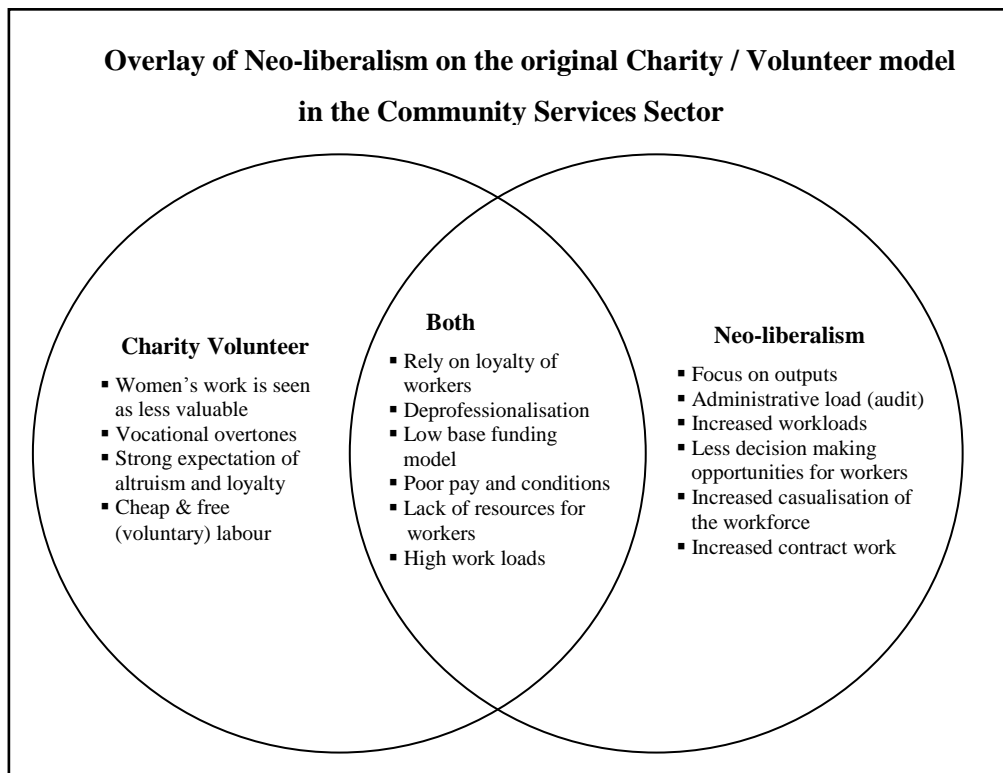 Overlay of Neo-liberalism on the original Charity / Volunteer model
in the Community Services Sector
Charity Volunteer
▪ Women’s work is seen
as less valuable
▪ Vocational overtones
▪ Strong expectation of
altruism and loyalty
▪ Cheap & free
(voluntary) labour
Both
▪ Rely on loyalty of
workers
▪ Deprofessionalisation
▪ Low base funding
model
▪ Poor pay and conditions
▪ Lack of resources for
workers
▪ High work loads
Neo-liberalism
▪ Focus on outputs
▪ Administrative load (audit)
▪ Increased workloads
▪ Less decision making
opportunities for workers
▪ Increased casualisation of
the workforce
▪ Increased contract work